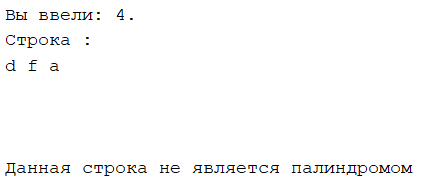 Вы ввели: 4.
Строка :
d f a
Данная строка не является палиндромом